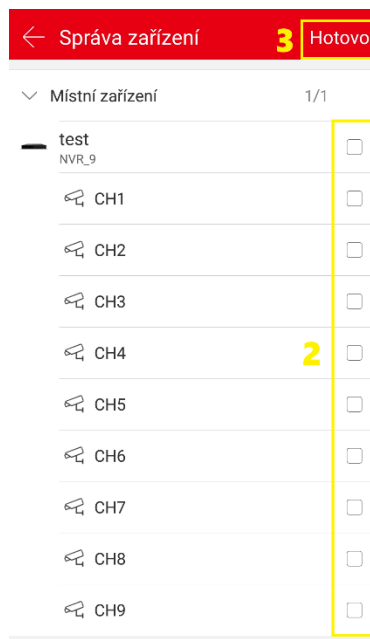 Správa zařízení 3 Hotovo
Místní zařízení 1/1
test
NVR_9
CH1
CH2
CH3
CH4 2
CH5
CH6
CH7
CH8
CH9